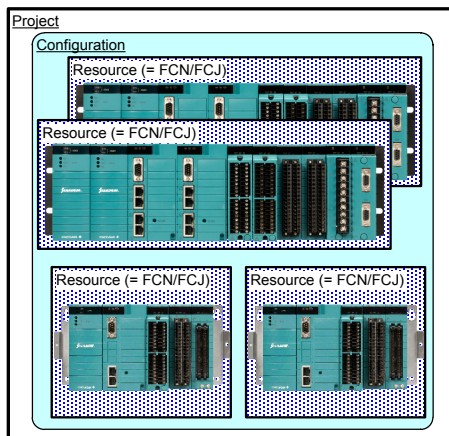 Project
Configuration
Resource (= FCN/FCJ)
Resource (= FCN/FCJ)
Resource (= FCN/FCJ)
Resource (= FCN/FCJ)